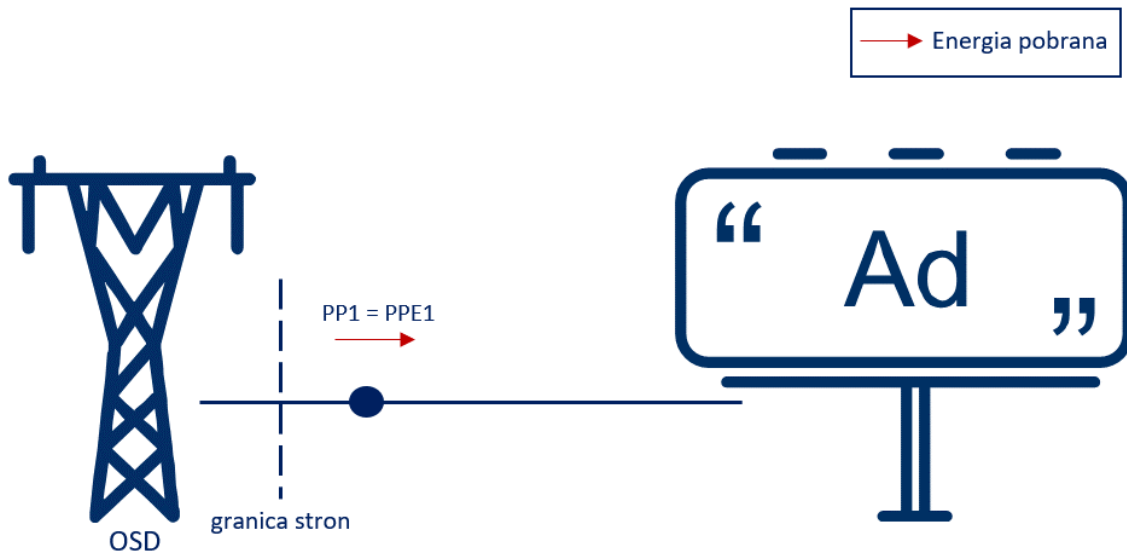 Energia pobrana
“ Ad ”
PP1 = PPE1
granica stron
OSD